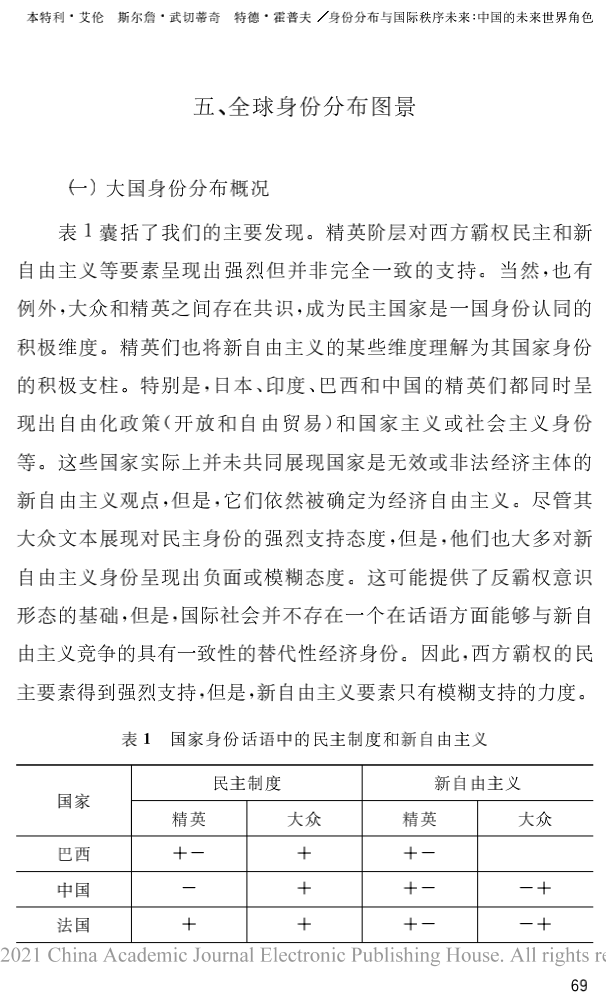 本特利·艾伦 斯尔詹·武切蒂奇 特德·霍普夫 /身份分布与国际秩序未来:中国的未来世界角色
五、全球身份分布图景
(一) 大国身份分布概况
表 1 囊括了我们的主要发现。精英阶层对西方霸权民主和新
自由主义等要素呈现出强烈但并非完全一致的支持。当然,也有
例外,大众和精英之间存在共识,成为民主国家是一国身份认同的
积极维度。精英们也将新自由主义的某些维度理解为其国家身份
的积极支柱。特别是,日本、印度、巴西和中国的精英们都同时呈
现出自由化政策(开放和自由贸易)和国家主义或社会主义身份
等。这些国家实际上并未共同展现国家是无效或非法经济主体的
新自由主义观点,但是,它们依然被确定为经济自由主义。尽管其
大众文本展现对民主身份的强烈支持态度,但是,他们也大多对新
自由主义身份呈现出负面或模糊态度。这可能提供了反霸权意识
形态的基础,但是,国际社会并不存在一个在话语方面能够与新自
由主义竞争的具有一致性的替代性经济身份。因此,西方霸权的民
主要素得到强烈支持,但是,新自由主义要素只有模糊支持的力度。
表 1 国家身份话语中的民主制度和新自由主义
国家 民主制度 新自由主义
精英 大众 精英 大众
巴西 +- + +-
中国 - + +- -+
法国 + + +- -+
2021 China Academic Journal Electronic Publishing House. All rights re
69